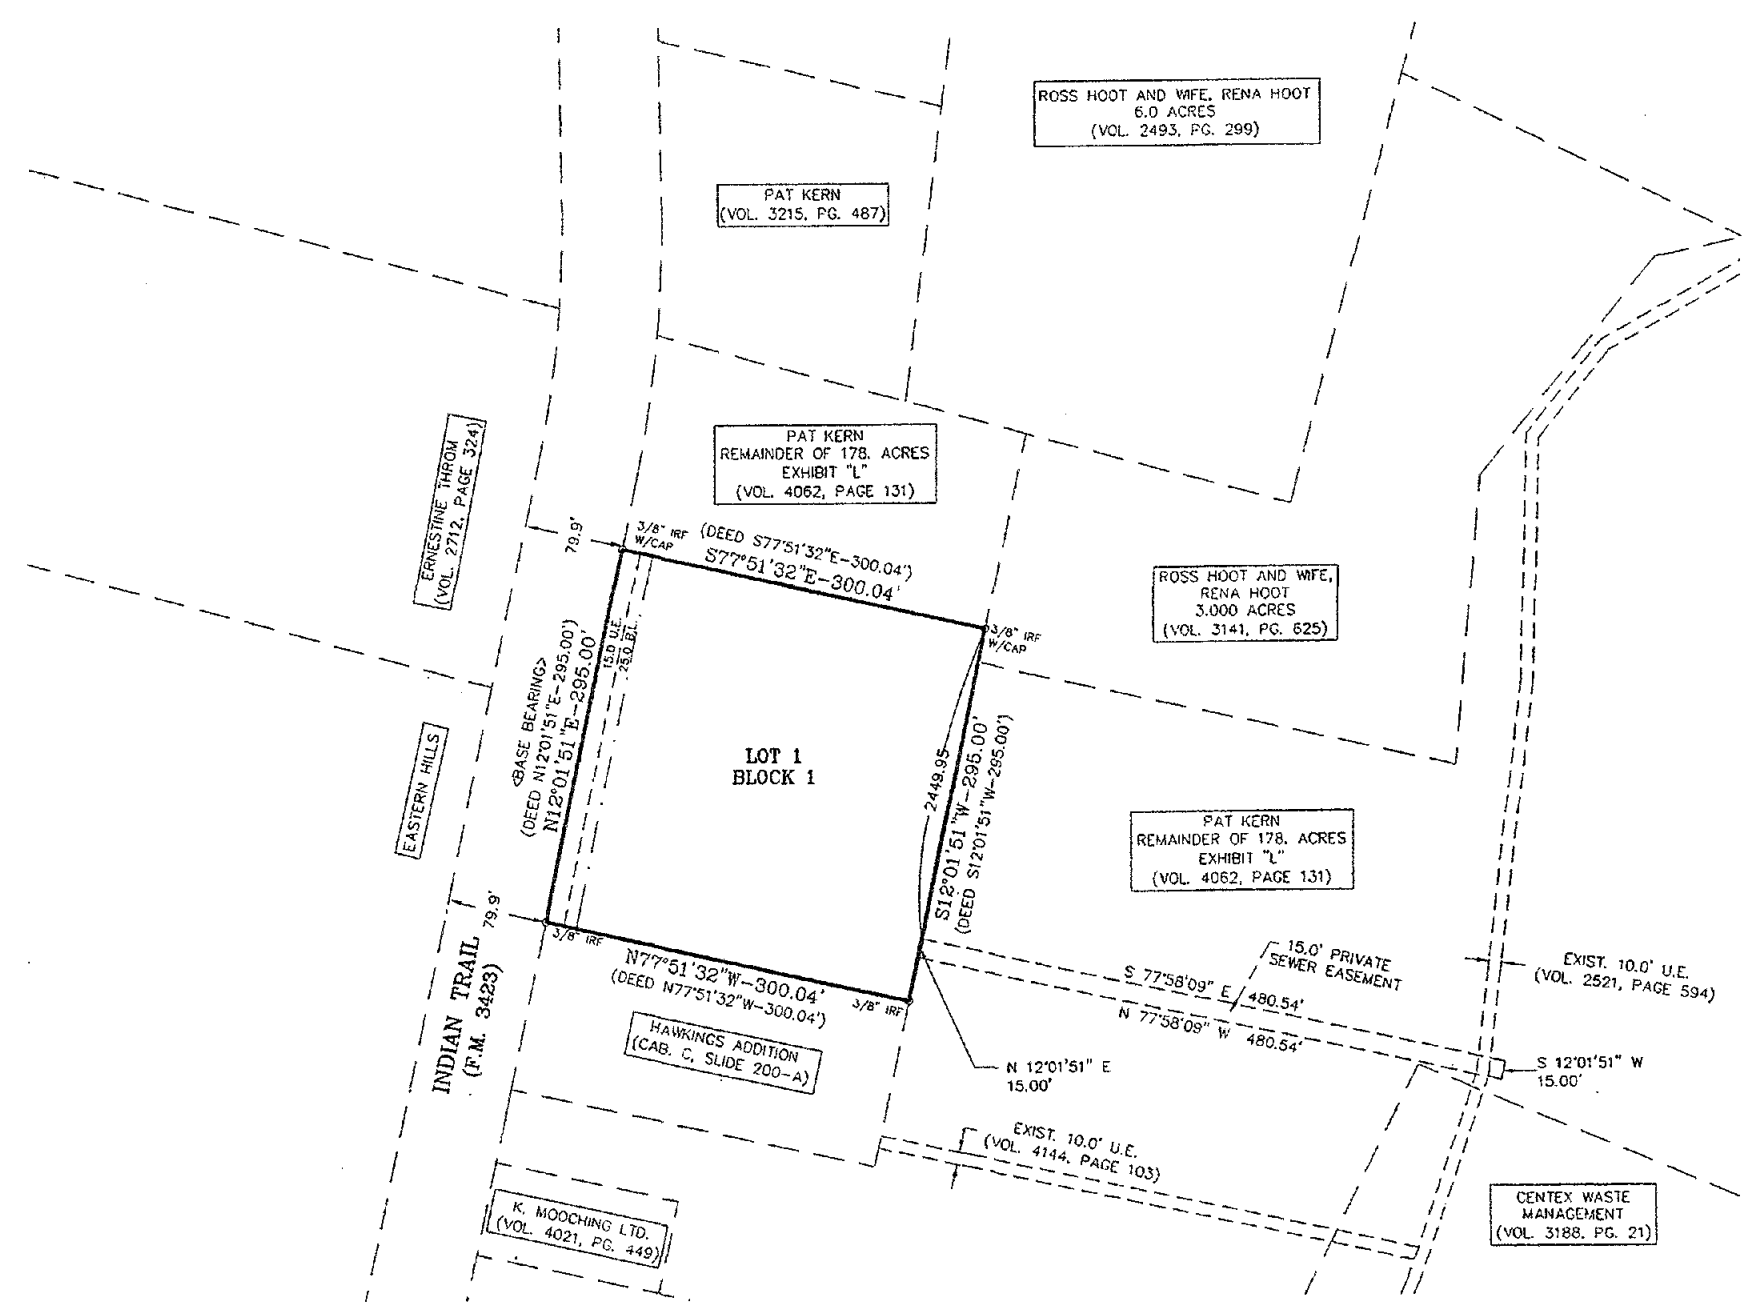 ROSS HOOT AND WIFE, RENA HOOT
6.0 ACRES
(VOL. 2493, PG. 299)
PAT KERN
(VOL. 3215, PG. 487)
ERNESTINE THROM
(VOL. 2712, PAGE 324)
PAT KERN
REMAINDER OF 178. ACRES
EXHIBIT "L"
(VOL. 4062, PAGE 131)
79.9'
3/8" IRF
W/CAP
(DEED S77°51'32"E-300.04')
S77°51'32"E-300.04'
3/8" IRF
W/CAP
ROSS HOOT AND WIFE,
RENA HOOT
3.000 ACRES
(VOL. 3141, PG. 625)
<BASE BEARING>
(DEED N12°01'51"E-295.00')
N12°01'51"E-295.00'
15.0 U.E.
25.0 B.L.
LOT 1
BLOCK 1
2449.95
S12°01'51"W-295.00'
(DEED S12°01'51"W-295.00')
EASTERN HILLS
PAT KERN
REMAINDER OF 178. ACRES
EXHIBIT "L"
(VOL. 4062, PAGE 131)
79.9'
3/8" IRF
N77°51'32"W-300.04'
(DEED N77°51'32"W-300.04')
3/8" IRF
INDIAN TRAIL
(F.M. 3423)
15.0' PRIVATE
SEWER EASEMENT
S 77°58'09" E 480.54'
N 77°58'09" W 480.54'
EXIST. 10.0' U.E.
(VOL. 2521, PAGE 594)
HAWKINGS ADDITION
(CAB. C, SLIDE 200-A)
N 12°01'51" E
15.00'
S 12°01'51" W
15.00'
EXIST. 10.0' U.E.
(VOL. 4144, PAGE 103)
K. MOOCHING LTD.
(VOL. 4021, PG. 449)
CENTEX WASTE
MANAGEMENT
(VOL. 3188, PG. 21)